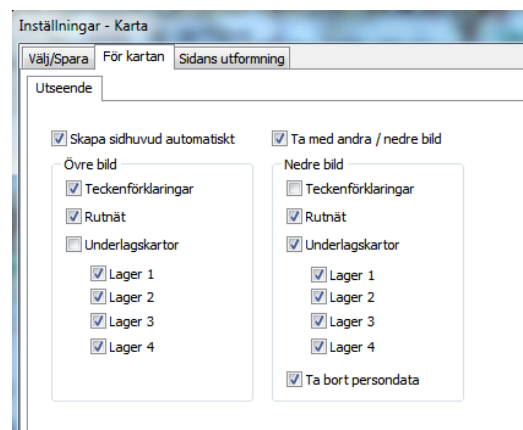 Inställningar - Karta
Välj/Spara För kartan Sidans utformning
Utseende
Skapa sidhuvud automatiskt
Övre bild
Teckenförklaringar
Rutnät
Underlagskartor
Lager 1
Lager 2
Lager 3
Lager 4
Ta med andra / nedre bild
Nedre bild
Teckenförklaringar
Rutnät
Underlagskartor
Lager 1
Lager 2
Lager 3
Lager 4
Ta bort persondata